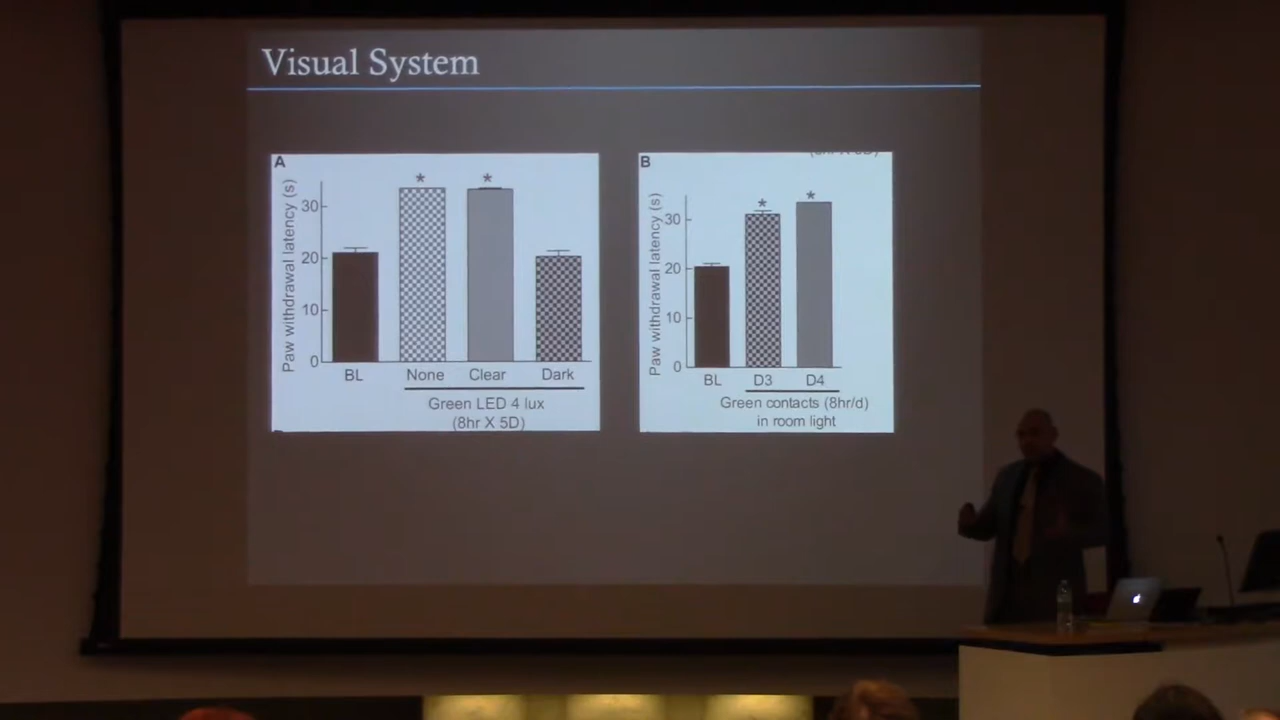 Visual System
A
*
*
Paw withdrawal latency (s)
30
20
10
0
BL
None
Clear
Dark
Green LED 4 lux
(8hr X 5D)
B
*
*
Paw withdrawal latency (s)
30
20
10
0
BL
D3
D4
Green contacts (8hr/d)
in room light